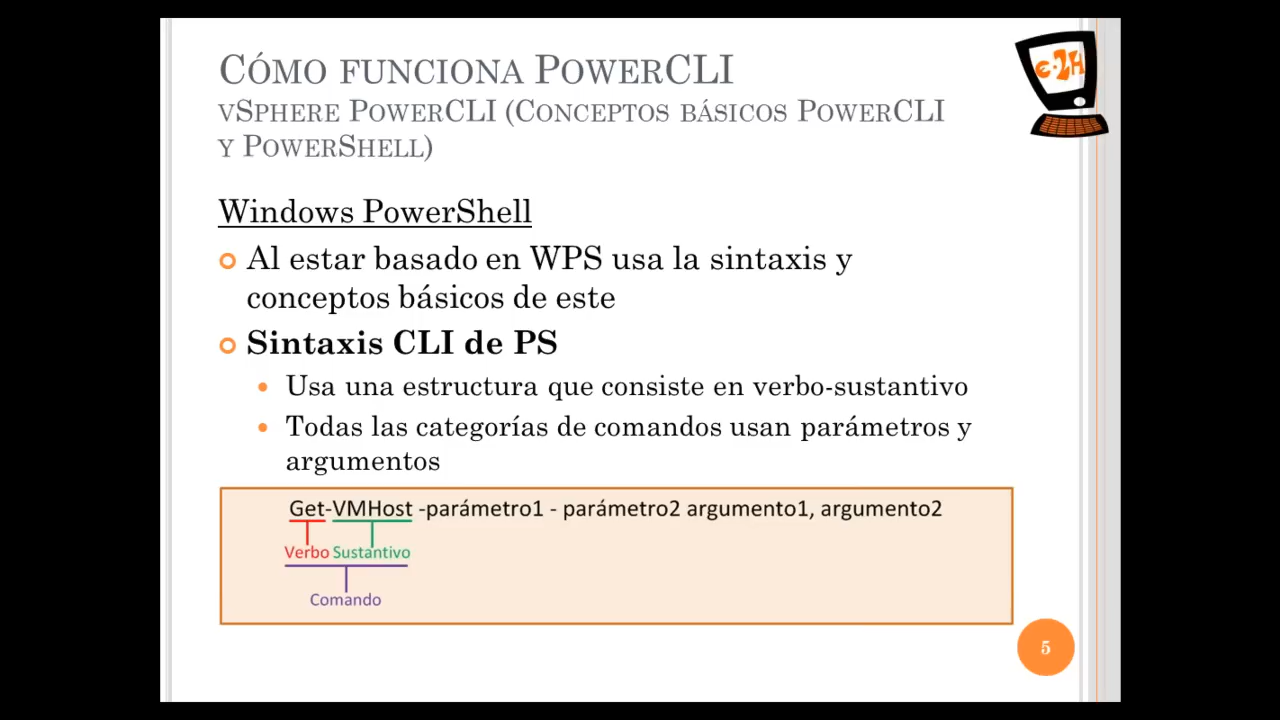 CÓMO FUNCIONA POWERCLI
VSPHERE POWERCLI (CONCEPTOS BÁSICOS POWERCLI
Y POWERSHELL)
e-2H
Windows PowerShell
Al estar basado en WPS usa la sintaxis y
conceptos básicos de este
Sintaxis CLI de PS
Usa una estructura que consiste en verbo-sustantivo
Todas las categorías de comandos usan parámetros y
argumentos
Get-VMHost -parámetro1 - parámetro2 argumento1, argumento2
Verbo Sustantivo
Comando
5